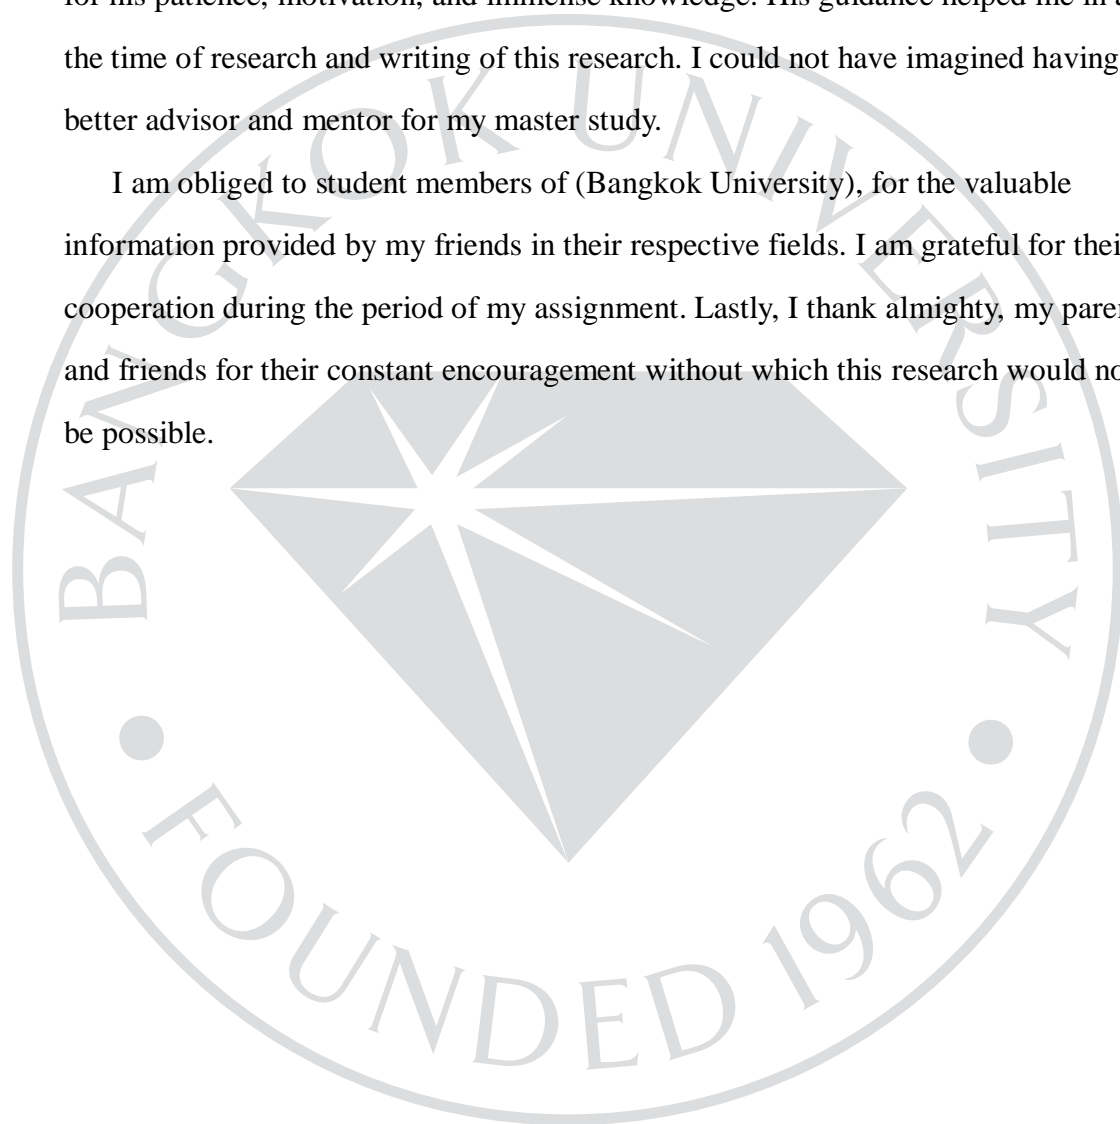 for his patience, motivation, and immense knowledge. His guidance helped me in
the time of research and writing of this research. I could not have imagined having
better advisor and mentor for my master study.
I am obliged to student members of (Bangkok University), for the valuable
information provided by my friends in their respective fields. I am grateful for thei
cooperation during the period of my assignment. Lastly, I thank almighty, my pare
and friends for their constant encouragement without which this research would no
be possible.
BANGKOK UNIVERSITY
FOUNDED 1962